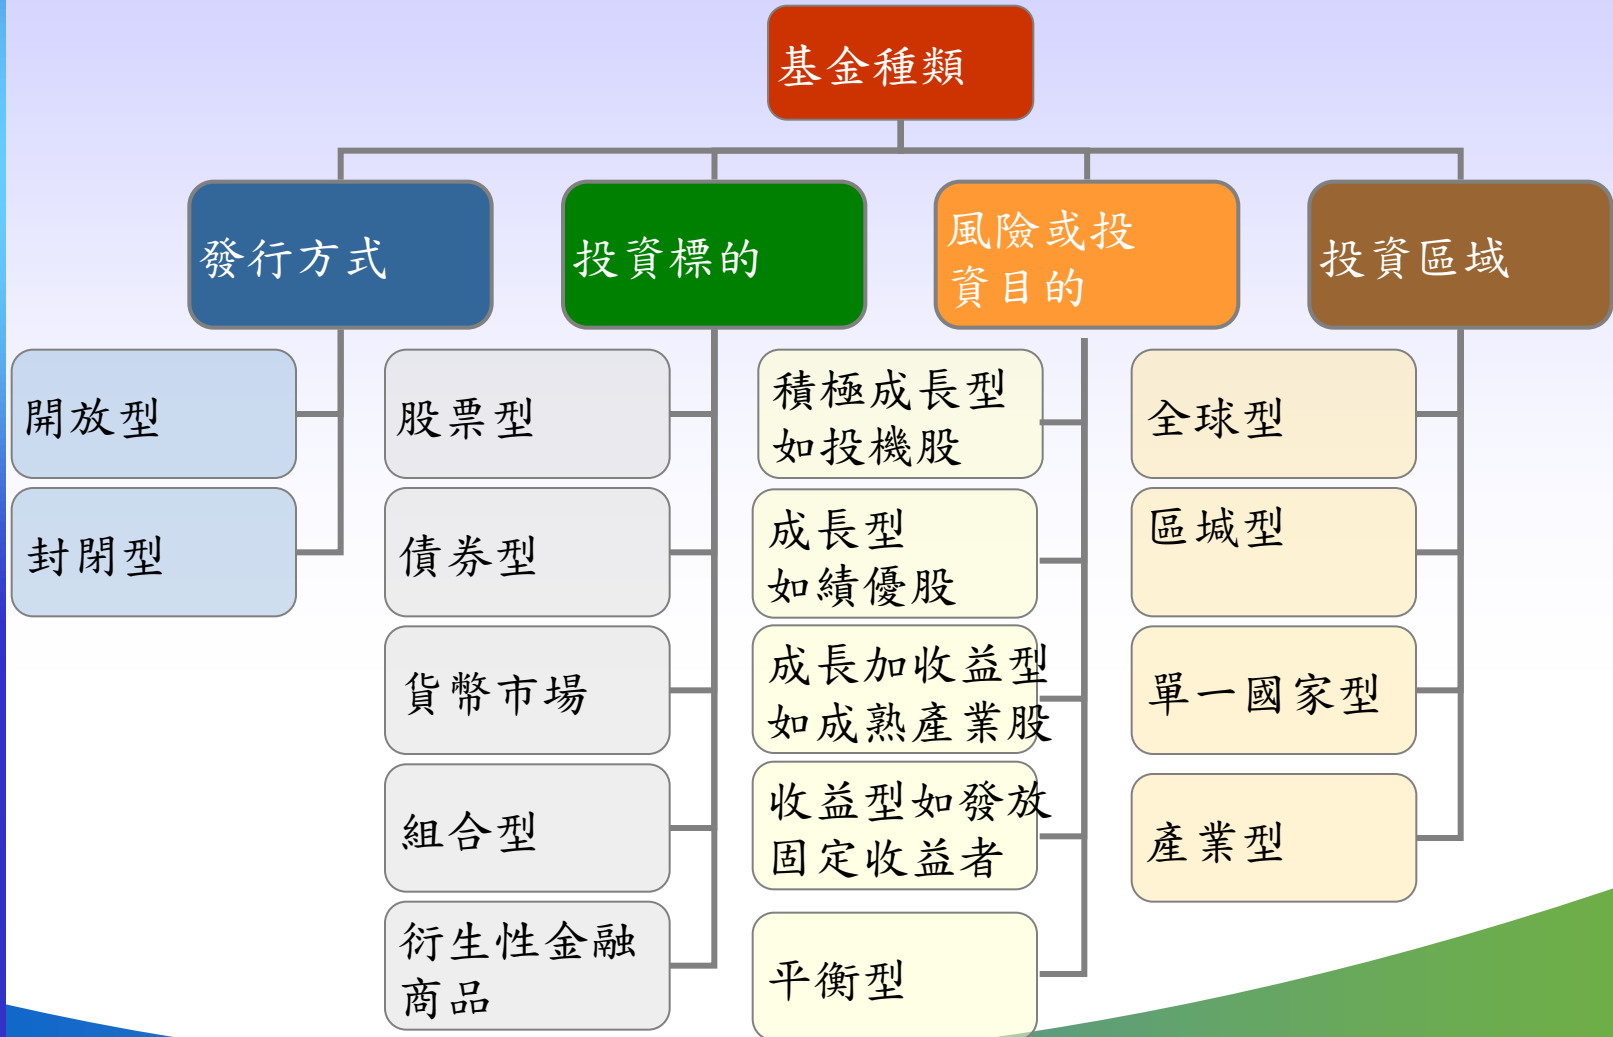 基金種類
發行方式
投資標的
風險或投
資目的
投資區域
開放型
封閉型
股票型
債券型
貨幣市場
組合型
衍生性金融
商品
積極成長型
如投機股
成長型
如績優股
成長加收益型
如成熟產業股
收益型如發放
固定收益者
平衡型
全球型
區域型
單一國家型
產業型